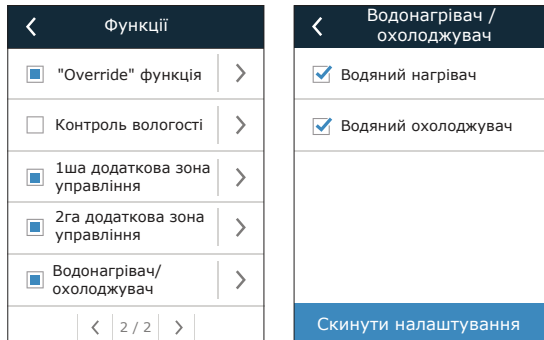 Функції
"Override" функція
Контроль вологості
1ша додаткова зона
управління
2га додаткова зона
управління
Водонагрівач/
охолоджувач
2 / 2
Водонагрівач /
охолоджувач
Водяний нагрівач
Водяний охолоджувач
Скинути налаштування